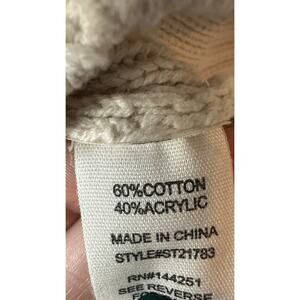 60%COTTON
40%ACRYLIC
MADE IN CHINA
STYLE#ST21783
RN#144251
SEE REVERSE